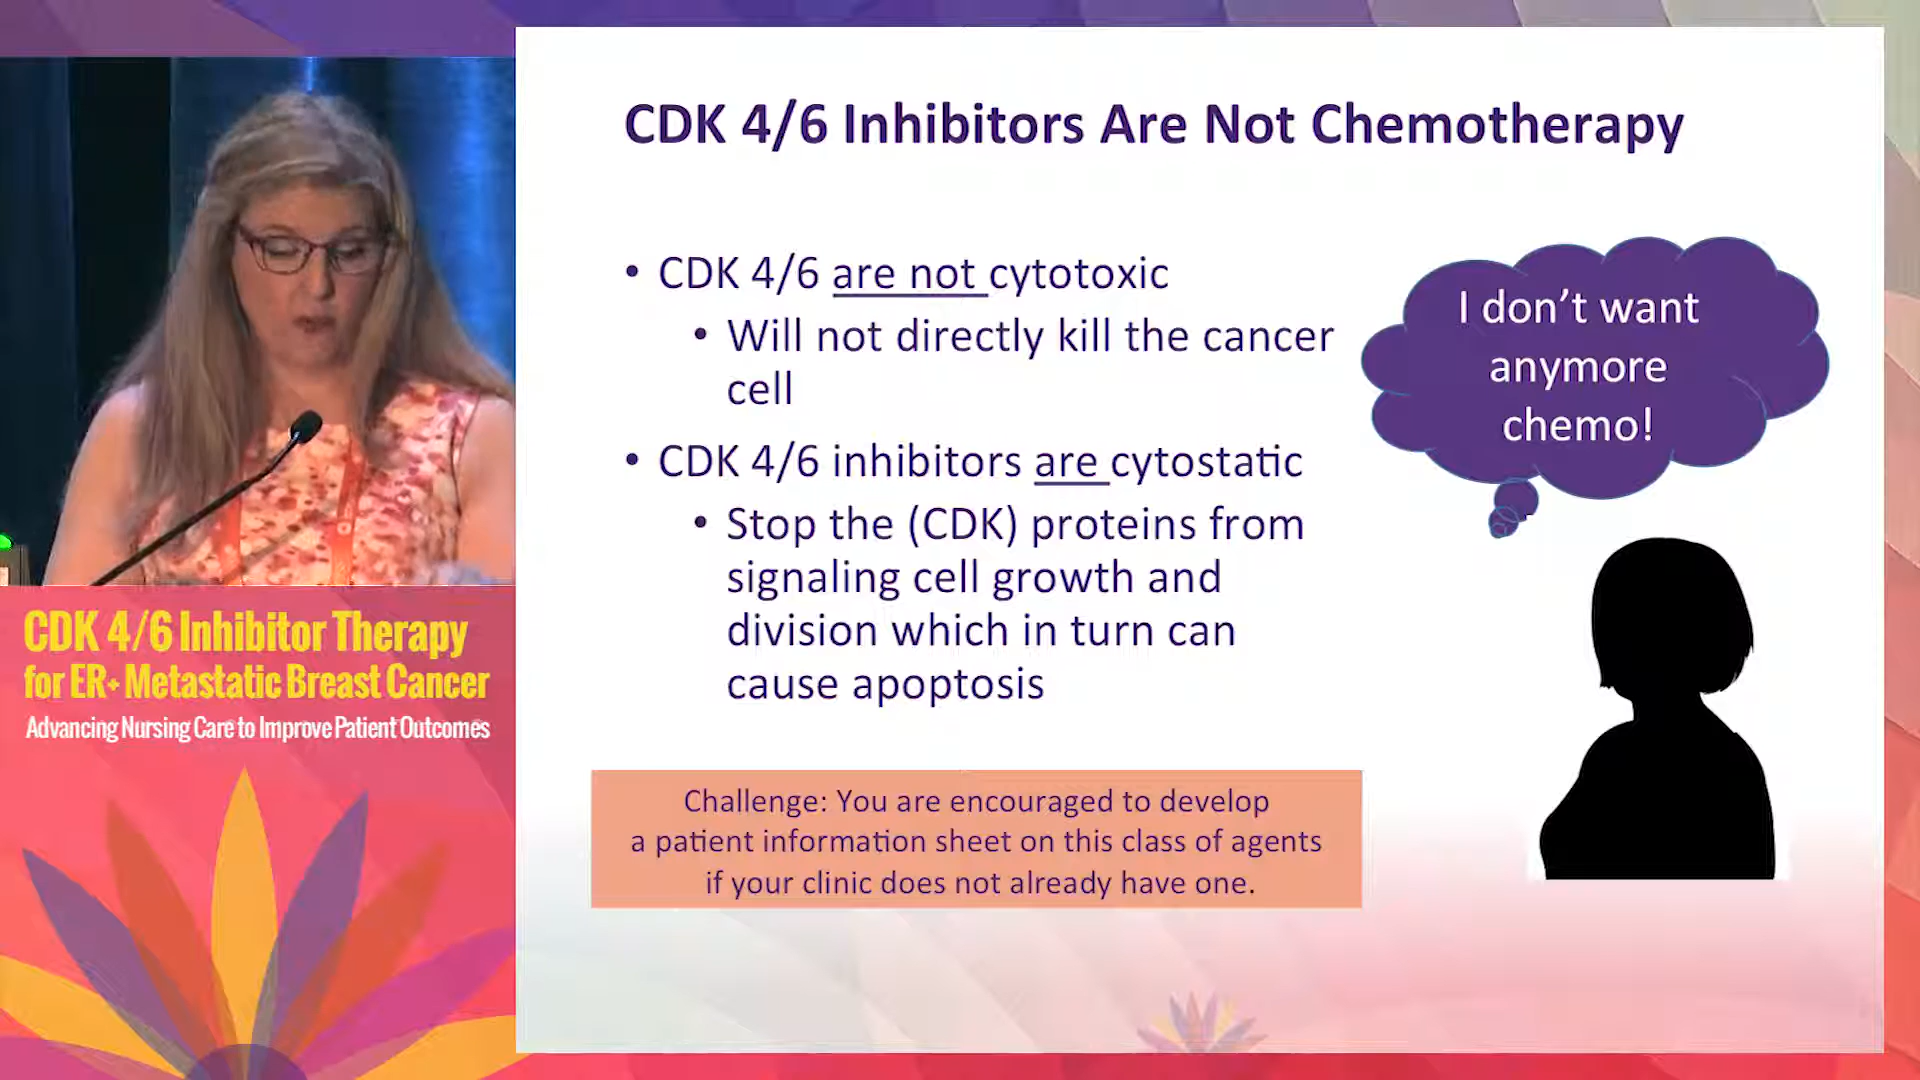 CDK 4/6 Inhibitors Are Not Chemotherapy
• CDK 4/6 are not cytotoxic
• Will not directly kill the cancer
cell
• CDK 4/6 inhibitors are cytostatic
• Stop the (CDK) proteins from
signaling cell growth and
division which in turn can
cause apoptosis
I don't want
anymore
chemo!
Challenge: You are encouraged to develop
a patient information sheet on this class of agents
if your clinic does not already have one.
CDK 4/6 Inhibitor Therapy
for ER+ Metastatic Breast Cancer
Advancing Nursing Care to Improve Patient Outcomes